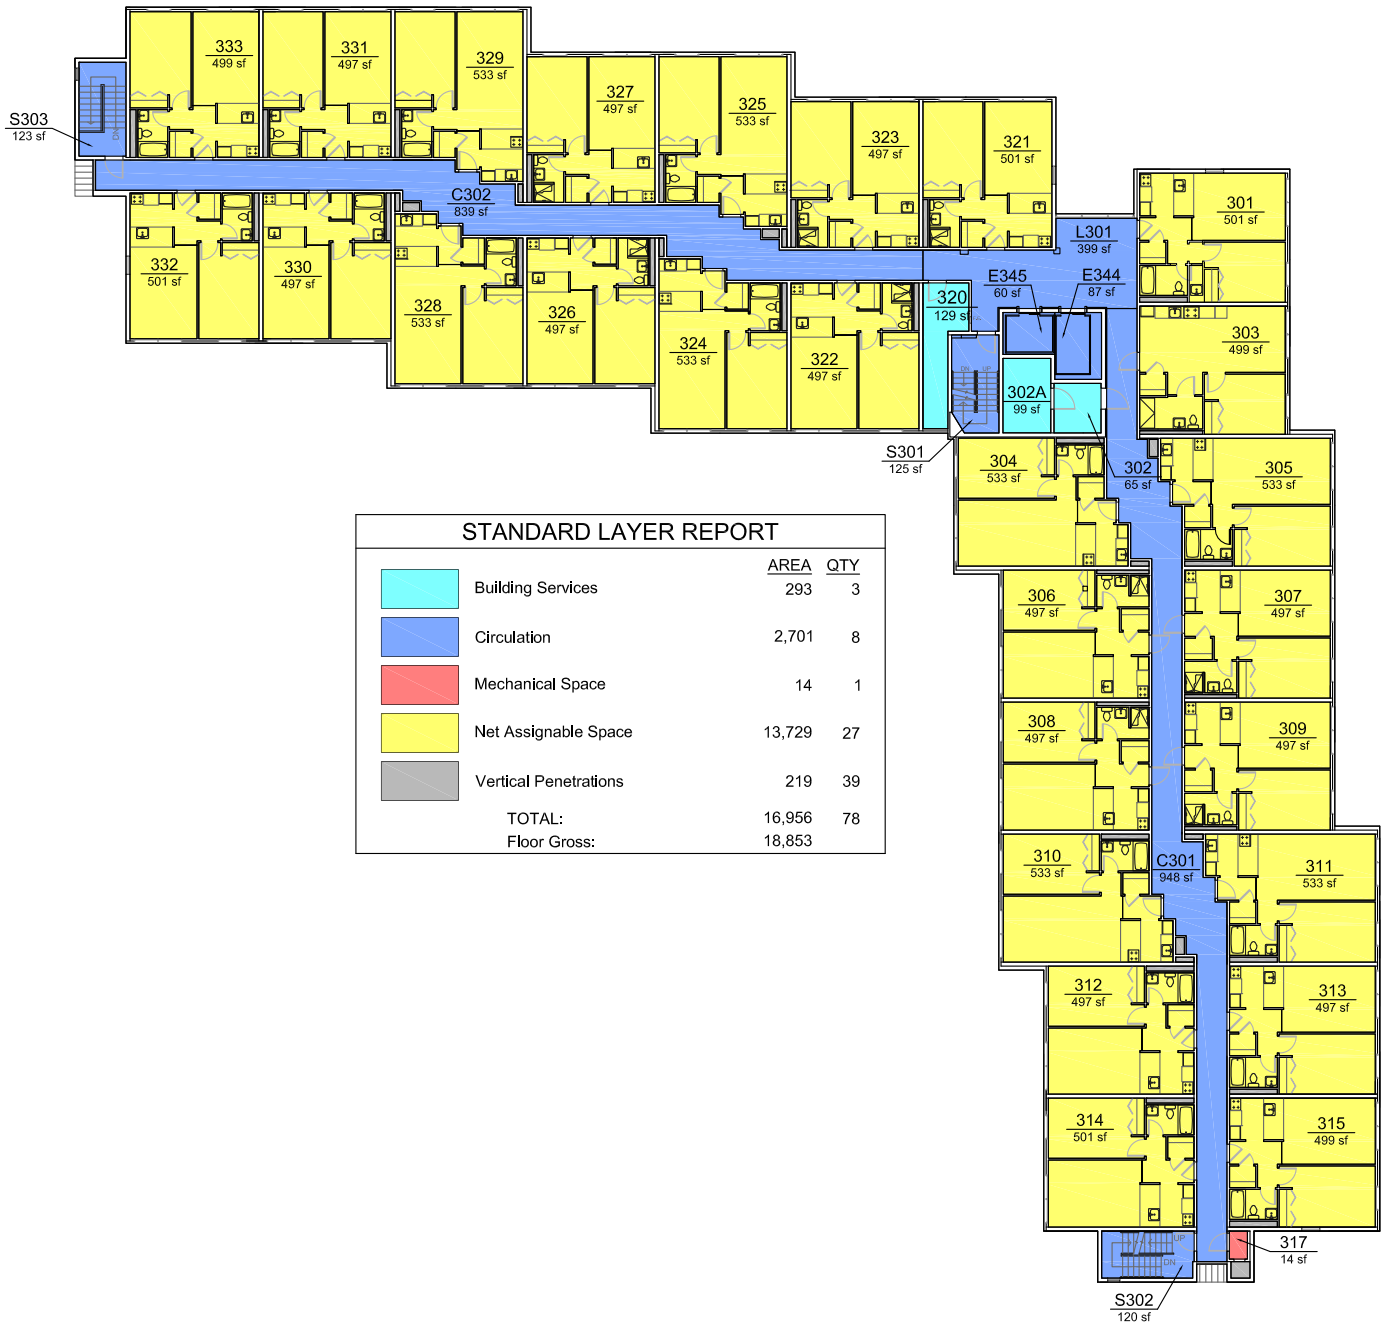 333
499 sf
331
497 sf
329
533 sf
327
497 sf
325
533 sf
323
497 sf
321
501 sf
S303
123 sf
DN
C302
839 sf
301
501 sf
L301
399 sf
E345
60 sf
E344
87 sf
332
501 sf
330
497 sf
328
533 sf
326
497 sf
324
533 sf
322
497 sf
320
129 sf
303
499 sf
DN
UP
302A
99 sf
S301
125 sf
304
533 sf
302
65 sf
305
533 sf
306
497 sf
307
497 sf
308
497 sf
309
497 sf
310
533 sf
C301
948 sf
311
533 sf
312
497 sf
313
497 sf
314
501 sf
315
499 sf
UP
DN
317
14 sf
S302
120 sf
STANDARD LAYER REPORT
AREA QTY
Building Services 293 3
Circulation 2,701 8
Mechanical Space 14 1
Net Assignable Space 13,729 27
Vertical Penetrations 219 39
TOTAL: 16,956 78
Floor Gross: 18,853